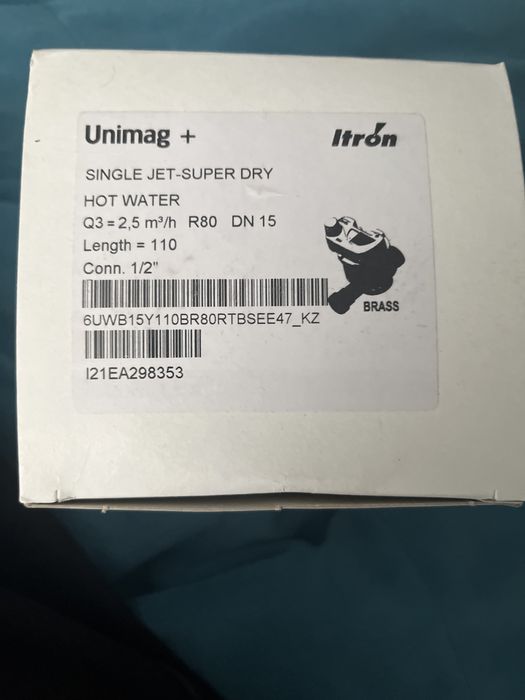 Unimag +
Itrón
SINGLE JET-SUPER DRY
HOT WATER
Q3 = 2,5 m³/h R80 DN 15
Length = 110
Conn. 1/2"
BRASS
6UWB15Y110BR80RTBSEE47_KZ
I21EA298353